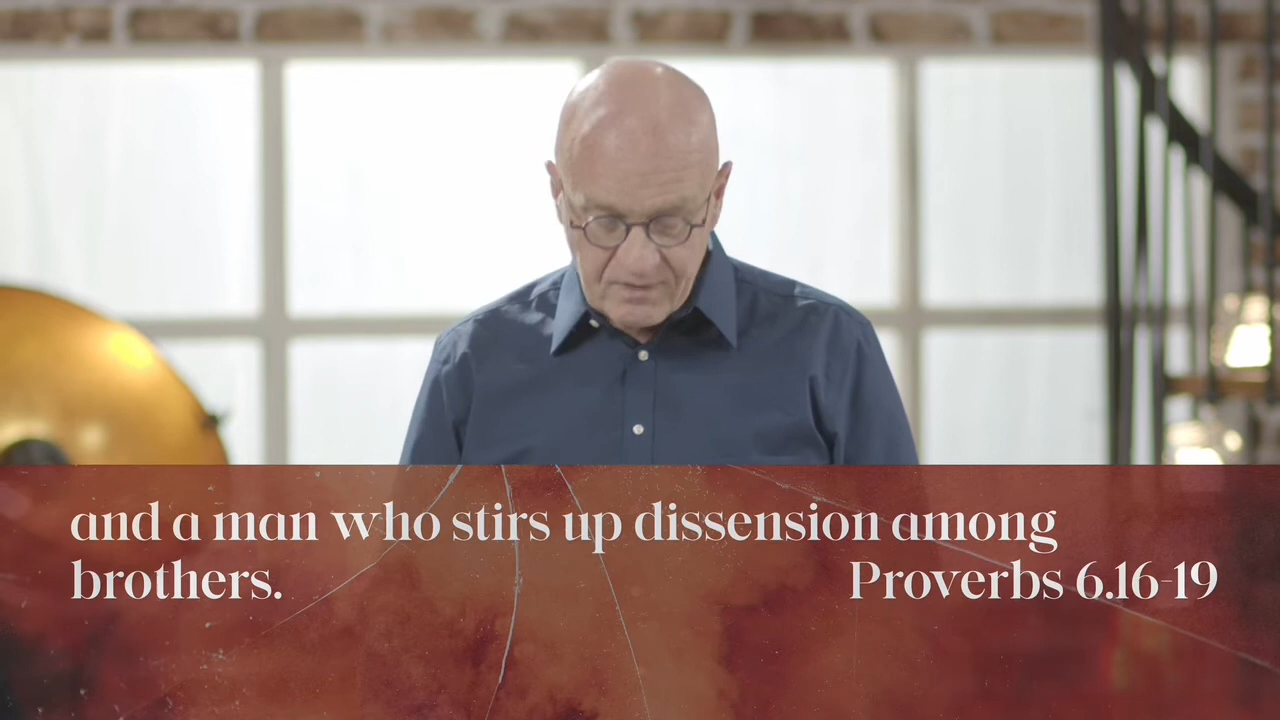 and a man who stirs up dissension among
brothers. Proverbs 6.16-19